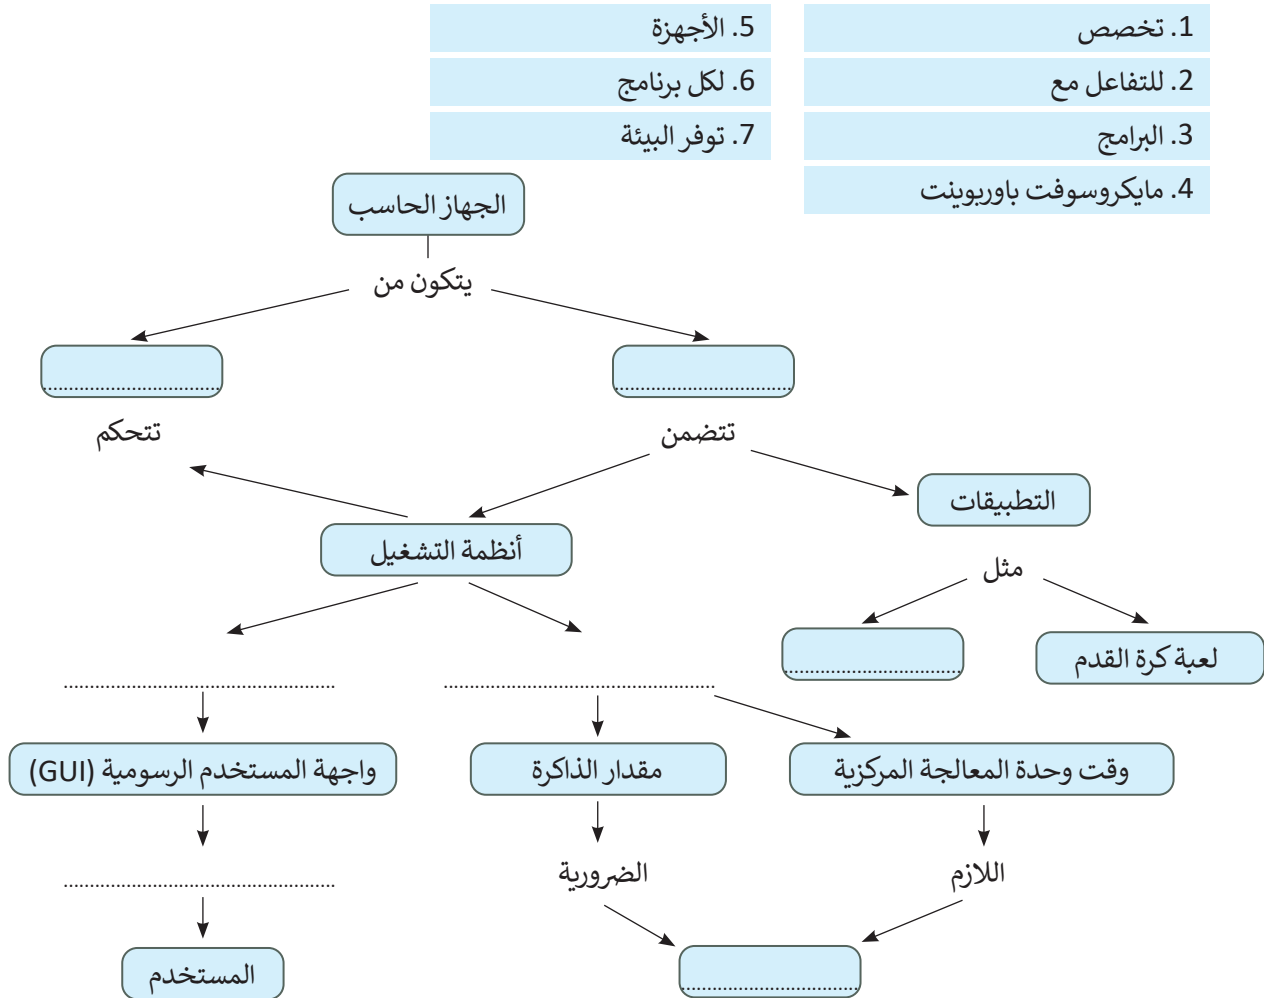 1. تخصص
2. للتفاعل مع
3. البرامج
4. مايكروسوفت باوربوينت
5. الأجهزة
6. لكل برنامج
7. توفر البيئة
الجهاز الحاسب
يتكون من
................................
................................
تتضمن
تتحكم
التطبيقات
أنظمة التشغيل
مثل
لعبة كرة القدم
................................
................................
................................
وقت وحدة المعالجة المركزية
مقدار الذاكرة
واجهة المستخدم الرسومية (GUI)
اللازم
الضرورية
................................
................................
المستخدم